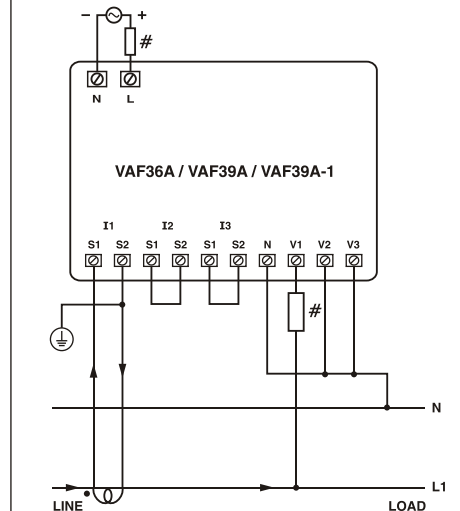 − +
#
N L
VAF36A / VAF39A / VAF39A-1
I1 I2 I3
S1 S2 S1 S2 S1 S2 N V1 V2 V3
#
N
L1
LINE LOAD